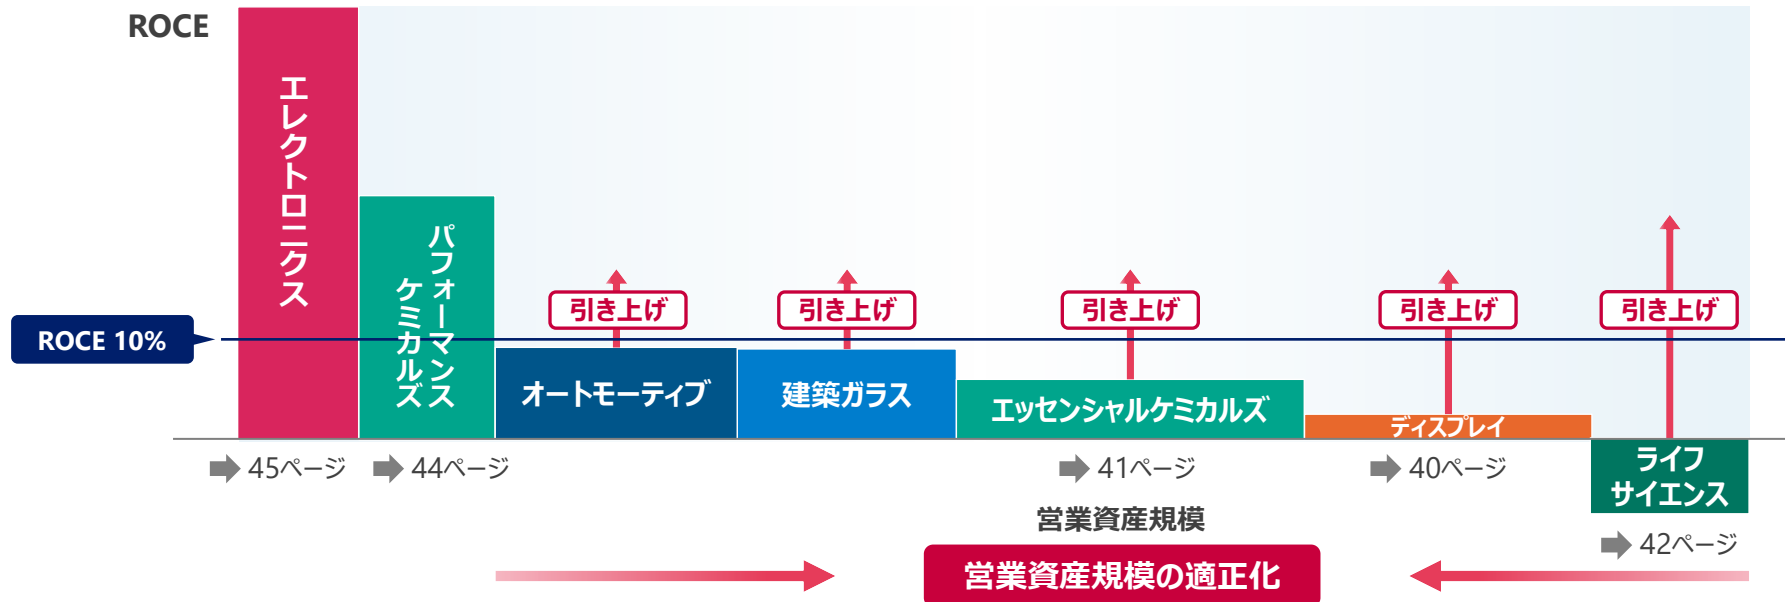 ROCE
エレクトロニクス
パフォーマンス
ケミカルズ
引き上げ
引き上げ
引き上げ
引き上げ
引き上げ
ROCE 10%
オートモーティブ
建築ガラス
エッセンシャルケミカルズ
ディスプレイ
ライフ
サイエンス
45ページ
44ページ
41ページ
40ページ
42ページ
営業資産規模
営業資産規模の適正化